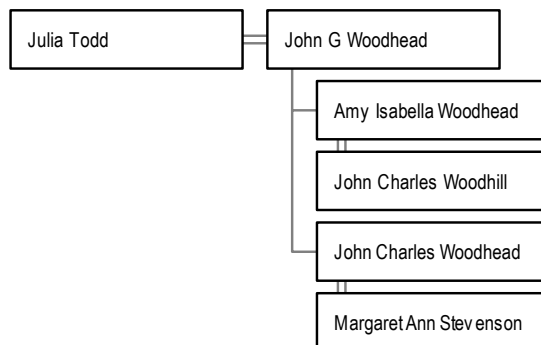 Julia Todd
John G Woodhead
Amy Isabella Woodhead
John Charles Woodhill
John Charles Woodhead
Margaret Ann Stevenson